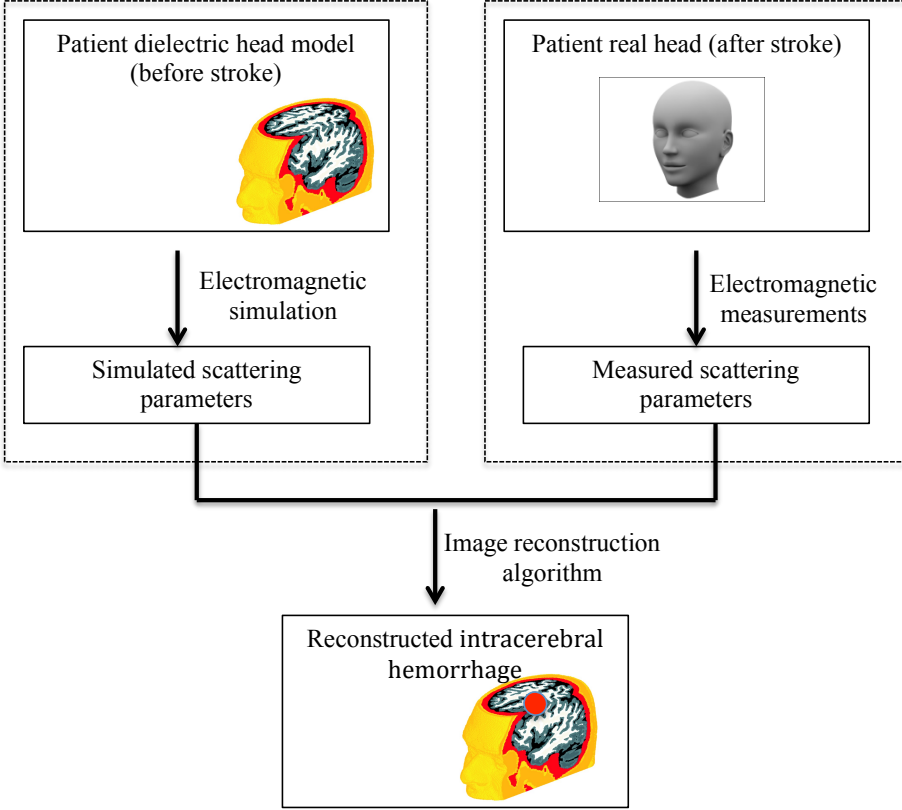 Patient dielectric head model
(before stroke)
Electromagnetic
simulation
Simulated scattering
parameters
Patient real head (after stroke)
Electromagnetic
measurements
Measured scattering
parameters
Image reconstruction
algorithm
Reconstructed intracerebral
hemorrhage